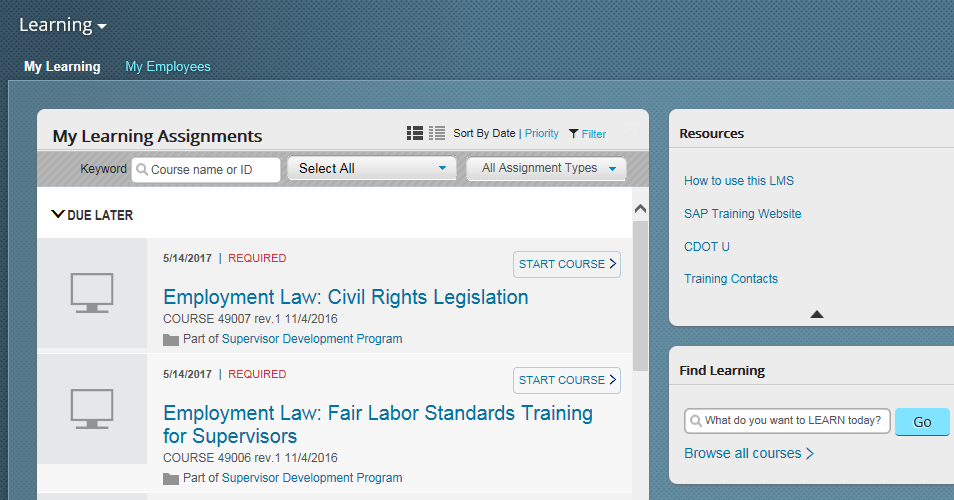 Learning
My Learning My Employees
My Learning Assignments
Sort By Date | Priority Filter
Keyword Course name or ID Select All All Assignment Types
DUE LATER
5/14/2017 | REQUIRED
START COURSE
Employment Law: Civil Rights Legislation
COURSE 49007 rev.1 11/4/2016
Part of Supervisor Development Program
5/14/2017 | REQUIRED
START COURSE
Employment Law: Fair Labor Standards Training
for Supervisors
COURSE 49006 rev.1 11/4/2016
Part of Supervisor Development Program
Resources
How to use this LMS
SAP Training Website
CDOT U
Training Contacts
Find Learning
What do you want to LEARN today? Go
Browse all courses